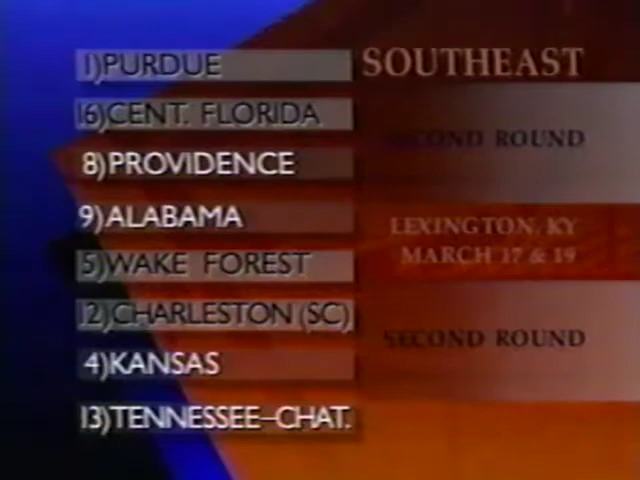 SOUTHEAST
1)PURDUE
16)CENT. FLORIDA
8)PROVIDENCE
9)ALABAMA
5)WAKE FOREST
12)CHARLESTON (SC)
4)KANSAS
13)TENNESSEE–CHAT.
SECOND ROUND
LEXINGTON, KY
MARCH 17 & 19
SECOND ROUND